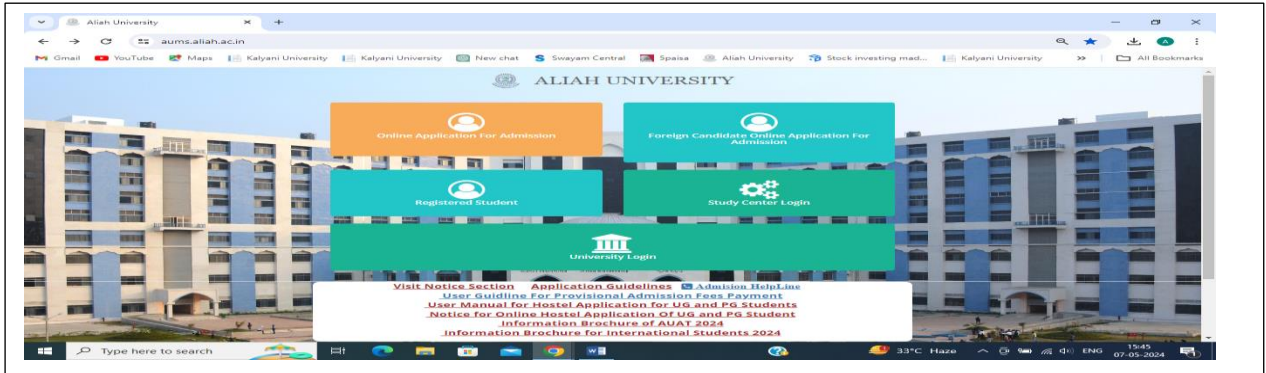 Aliah University
aums.aliah.ac.in
Gmail YouTube Maps Kalyani University Kalyani University New chat Swayam Central 5paisa Aliah University Stock investing mad... Kalyani University All Bookmarks
ALIAH UNIVERSITY
Online Application For Admission
Foreign Candidate Online Application For
Admission
Registered Student
Study Center Login
University Login
Visit Notice Section Application Guidelines Admision HelpLine
User Guidline For Provisional Admission Fees Payment
User Manual for Hostel Application for UG and PG Students
Notice for Online Hostel Application Of UG and PG Student
Information Brochure of AUAT 2024
Information Brochure for International Students 2024
Type here to search
33°C Haze
ENG
15:45
07-05-2024